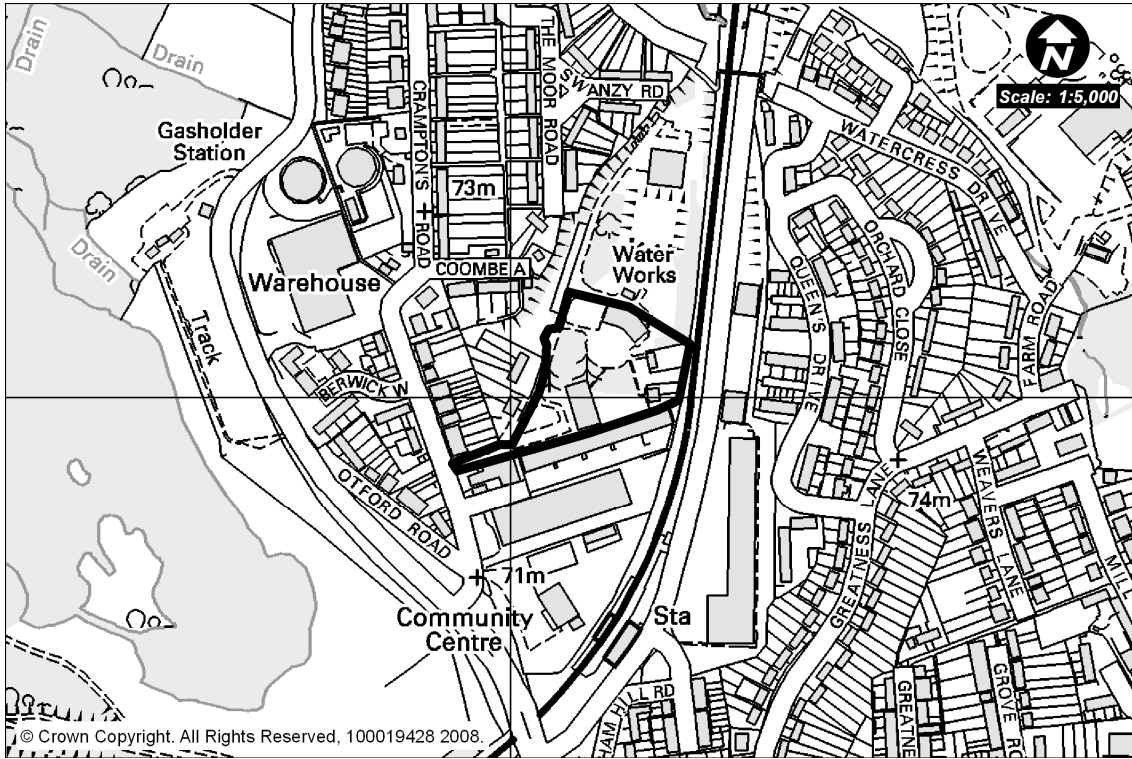 Drain
Drain
Gasholder
Station
CRAMPTON'S ROAD
THE MOOR ROAD
SWANZY RD
N
Scale: 1:5,000
WATERCRESS DRIVE
73m
COOMBE A
Water
Works
Warehouse
Drain
Track
ORCHARD CLOSE
QUEEN'S DRIVE
FARM ROAD
BERWICK W
OTFORD ROAD
GREATNESS LANE
74m
WEAVERS LANE
MIL
71m
Community
Centre
Sta
HAM HILL RD
GREATNE
GROVE RO
© Crown Copyright. All Rights Reserved, 100019428 2008.